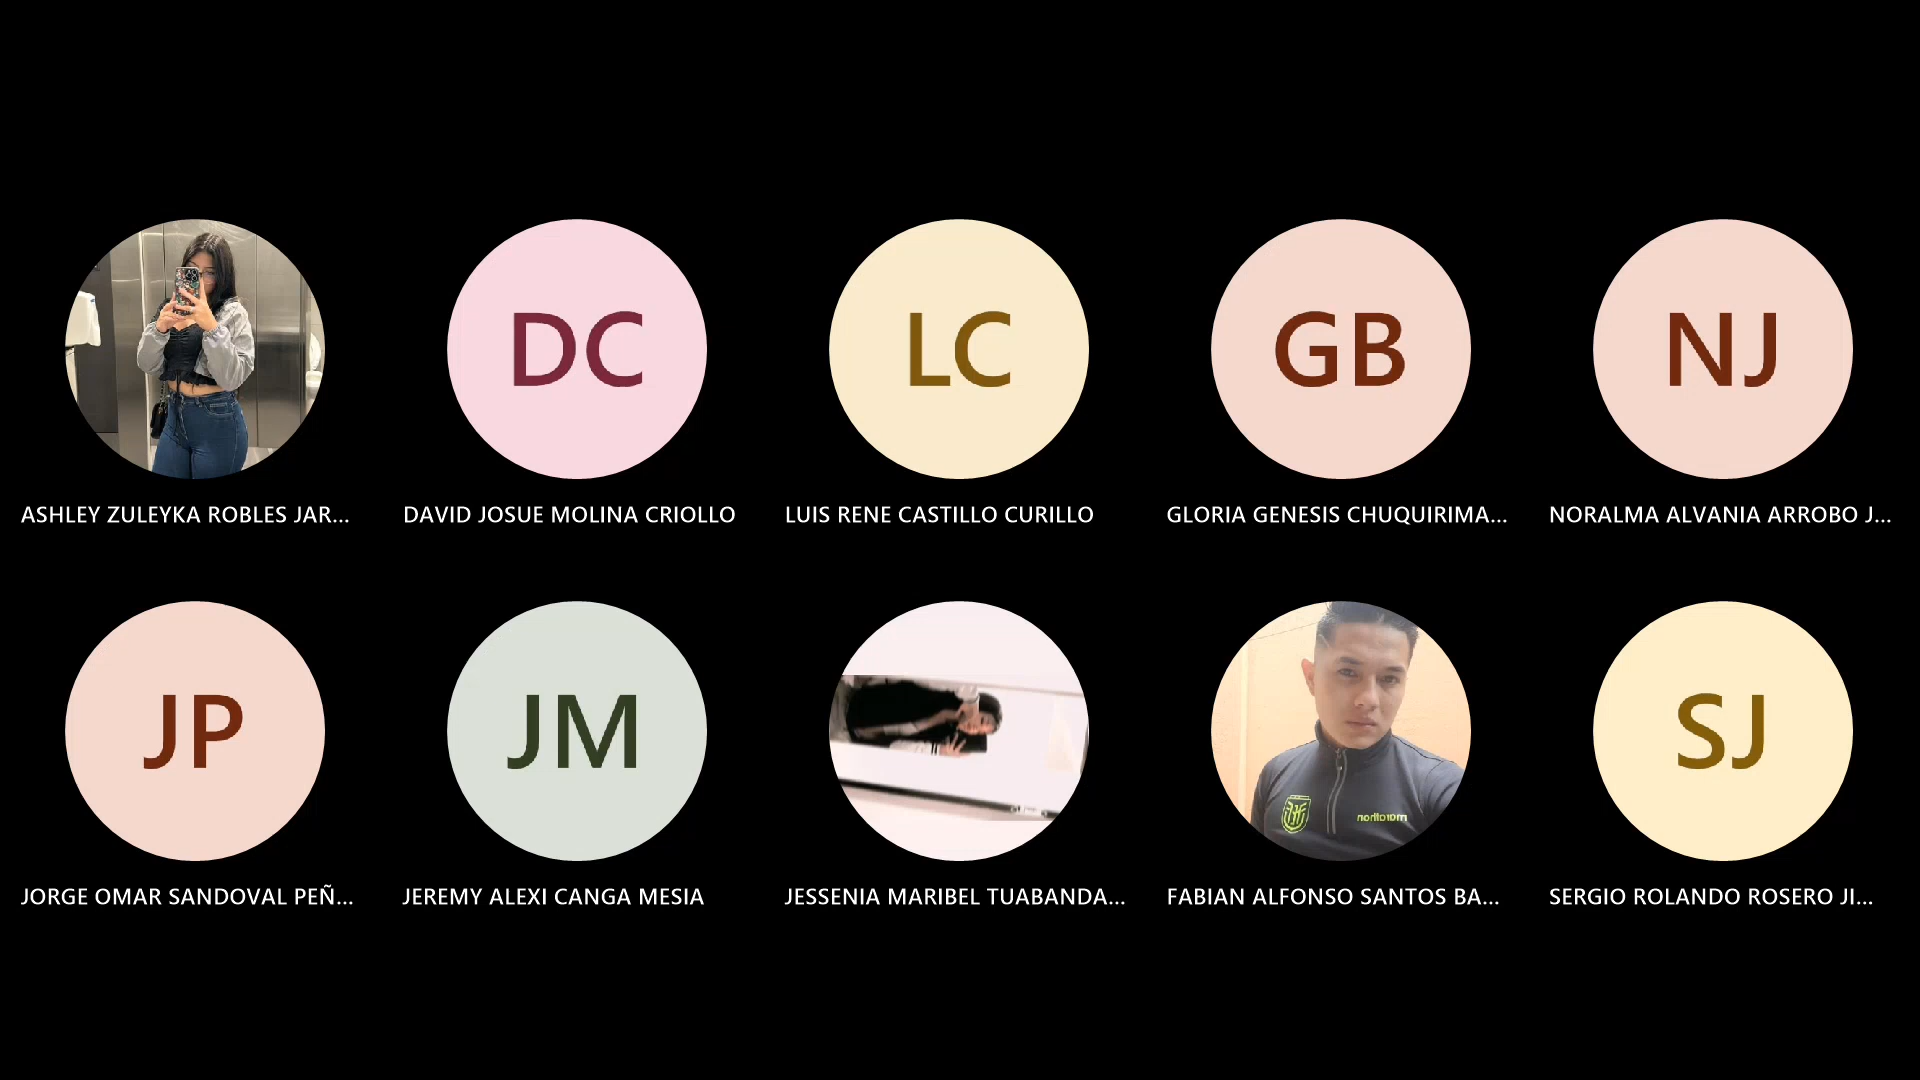 DC
LC
GB
NJ
ASHLEY ZULEYKA ROBLES JAR...
DAVID JOSUE MOLINA CRIOLLO
LUIS RENE CASTILLO CURILLO
GLORIA GENESIS CHUQUIRIMA...
NORALMA ALVANIA ARROBO J...
JP
JM
marathon
SJ
JORGE OMAR SANDOVAL PEÑ...
JEREMY ALEXI CANGA MESIA
JESSENIA MARIBEL TUABANDA...
FABIAN ALFONSO SANTOS BA...
SERGIO ROLANDO ROSERO JI...